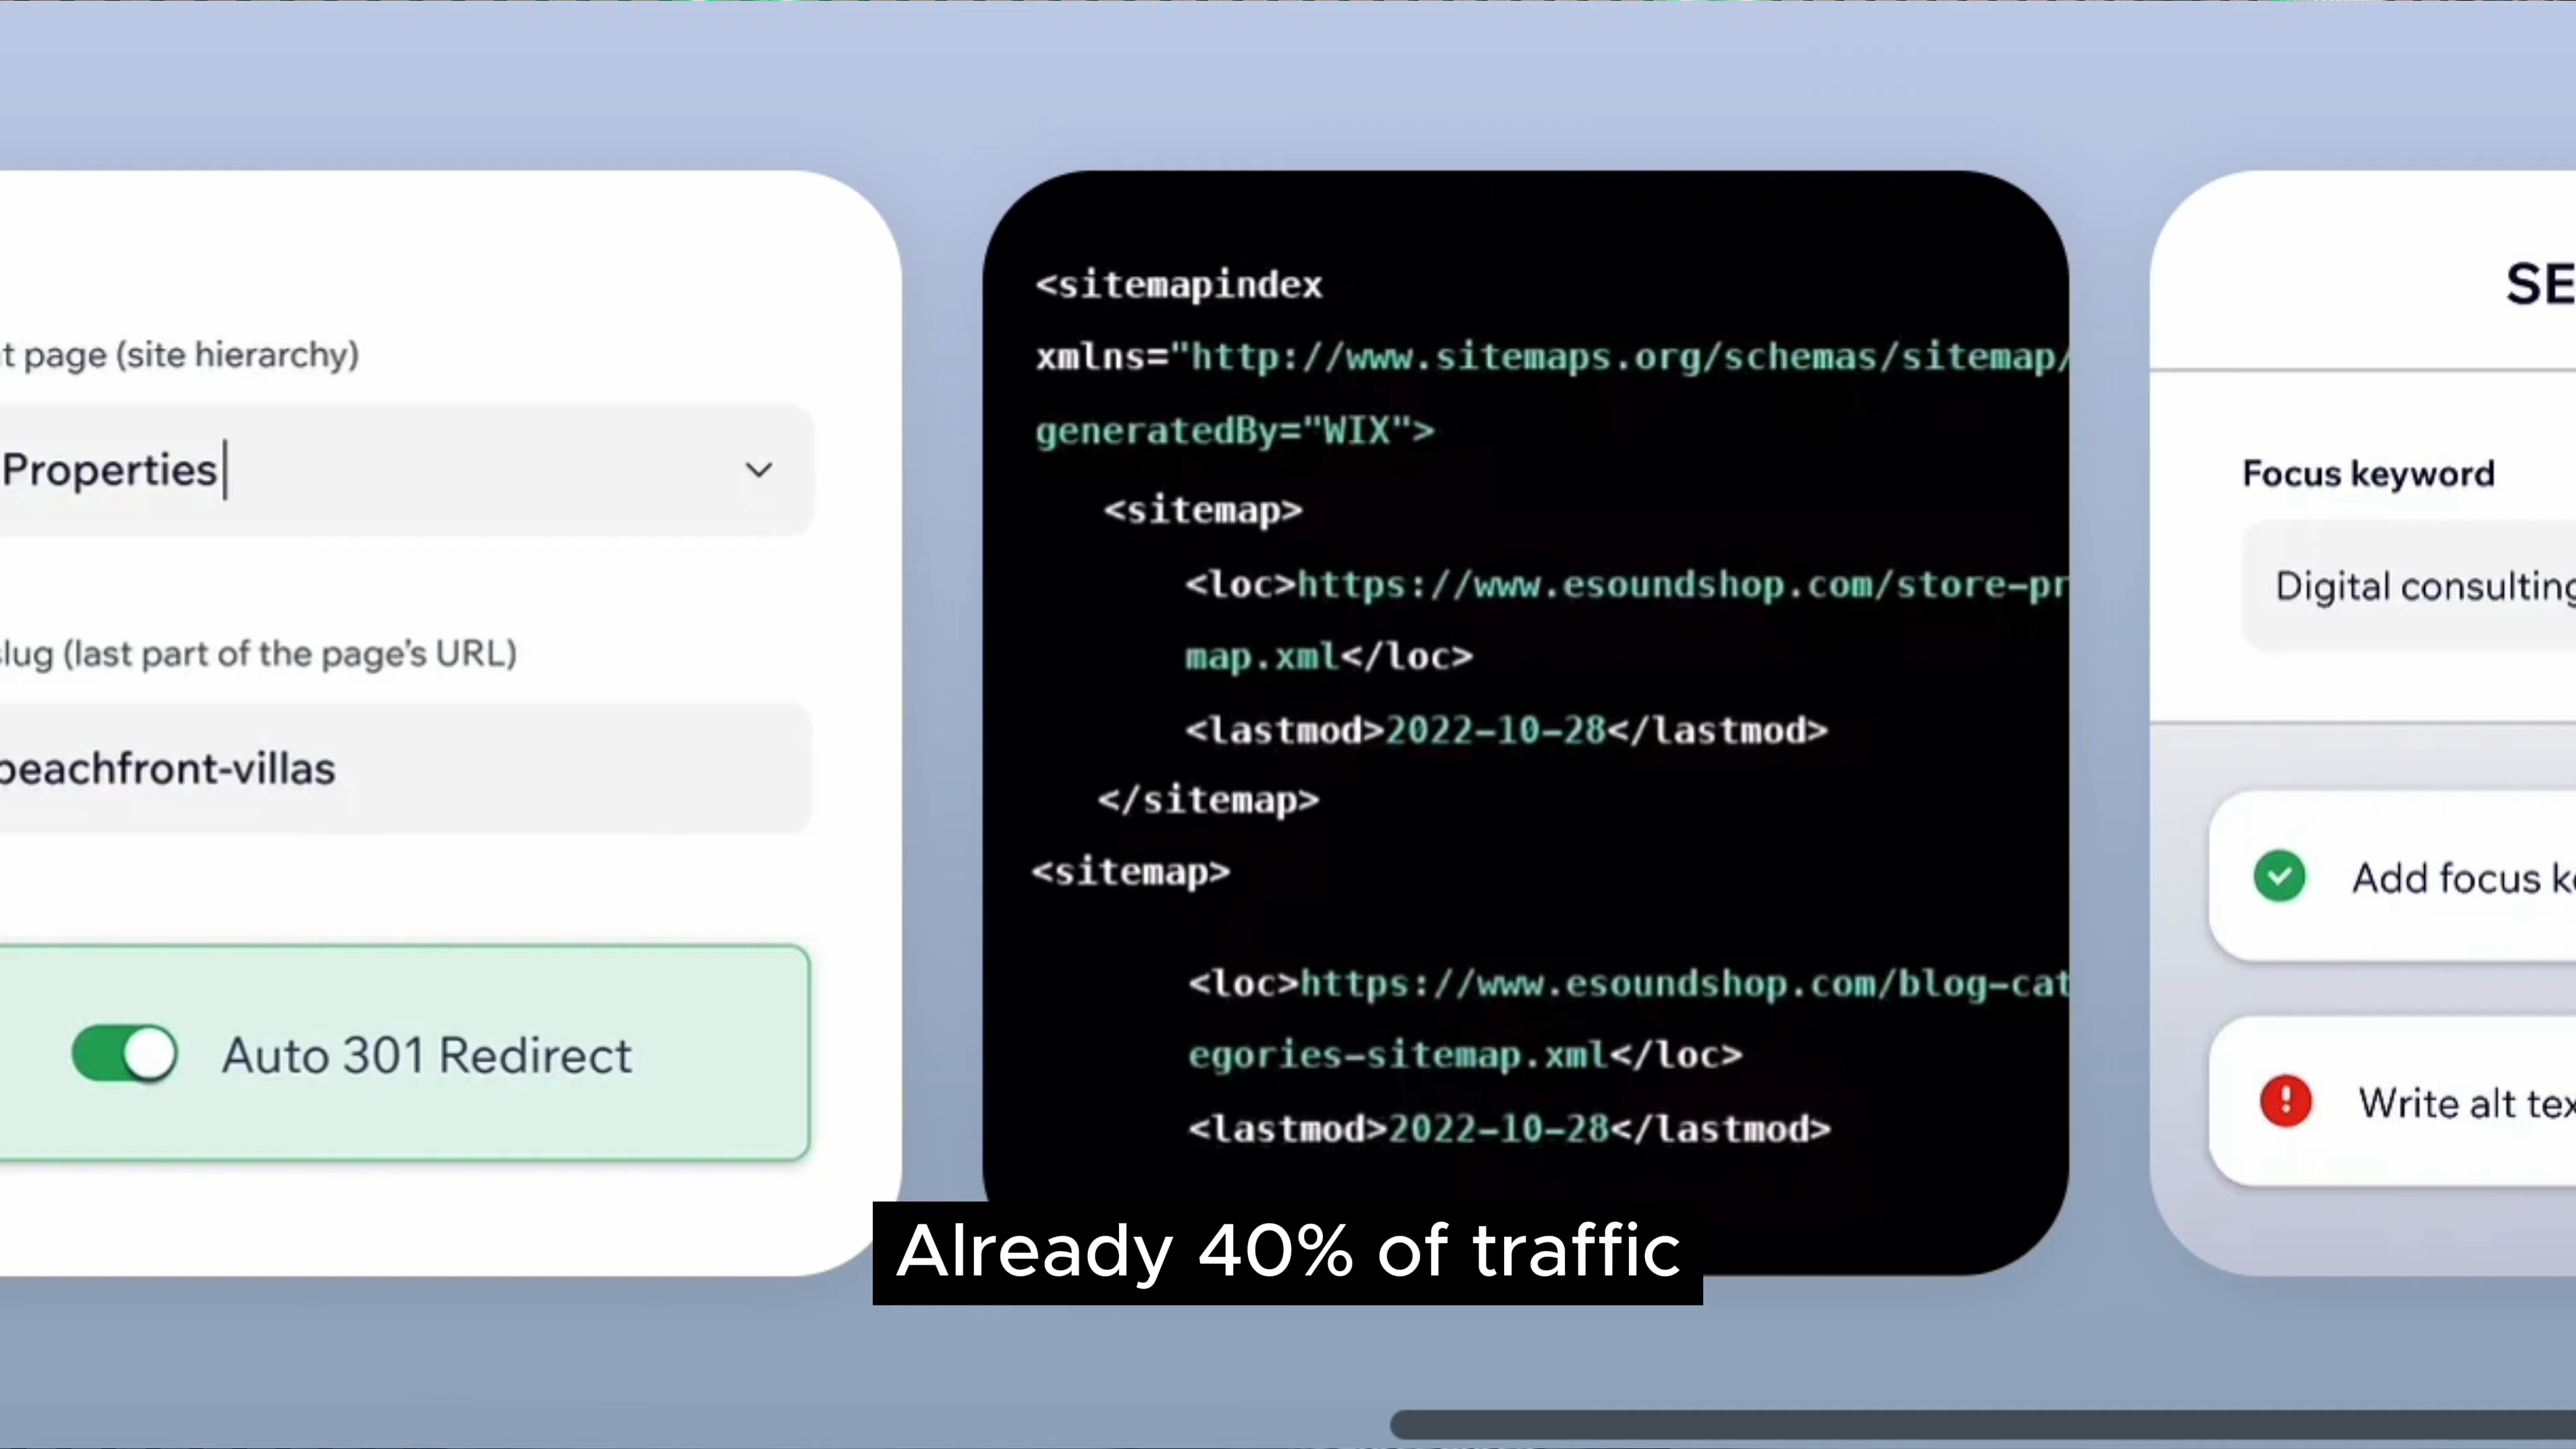 t page (site hierarchy)
Properties
slug (last part of the page's URL)
beachfront-villas
Auto 301 Redirect
<sitemapindex
xmlns="http://www.sitemaps.org/schemas/sitemap/
generatedBy="WIX">
<sitemap>
<loc>https://www.esoundshop.com/store-pr
map.xml</loc>
<lastmod>2022-10-28</lastmod>
</sitemap>
<sitemap>
<loc>https://www.esoundshop.com/blog-cat
egories-sitemap.xml</loc>
<lastmod>2022-10-28</lastmod>
SE
Focus keyword
Digital consulting
Add focus k
Write alt tex
Already 40% of traffic